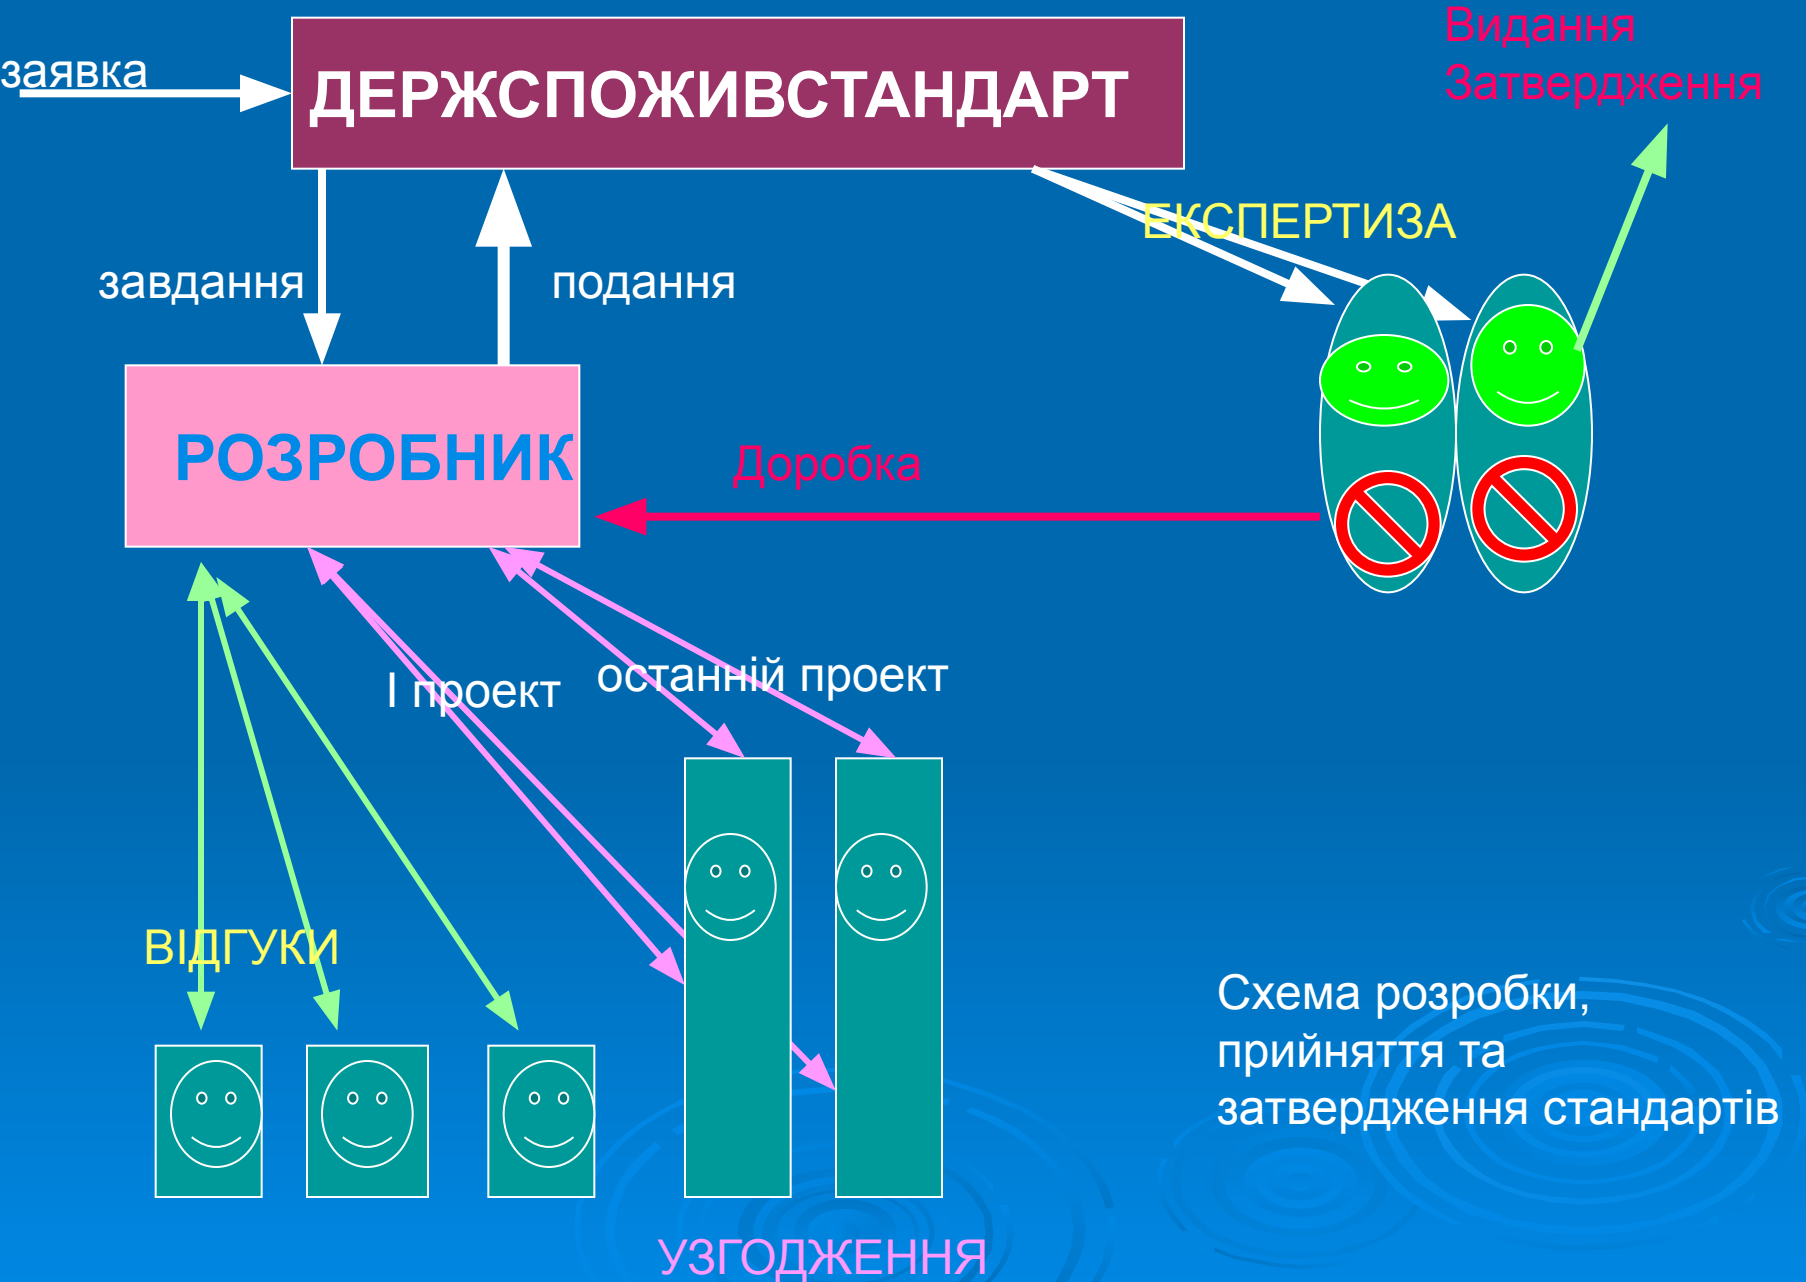 Видання
Затвердження
заявка
ДЕРЖСПОЖИВСТАНДАРТ
ЕКСПЕРТИЗА
завдання
подання
РОЗРОБНИК
Доробка
І проект
останній проект
ВІДГУКИ
Схема розробки,
прийняття та
затвердження стандартів
УЗГОДЖЕННЯ